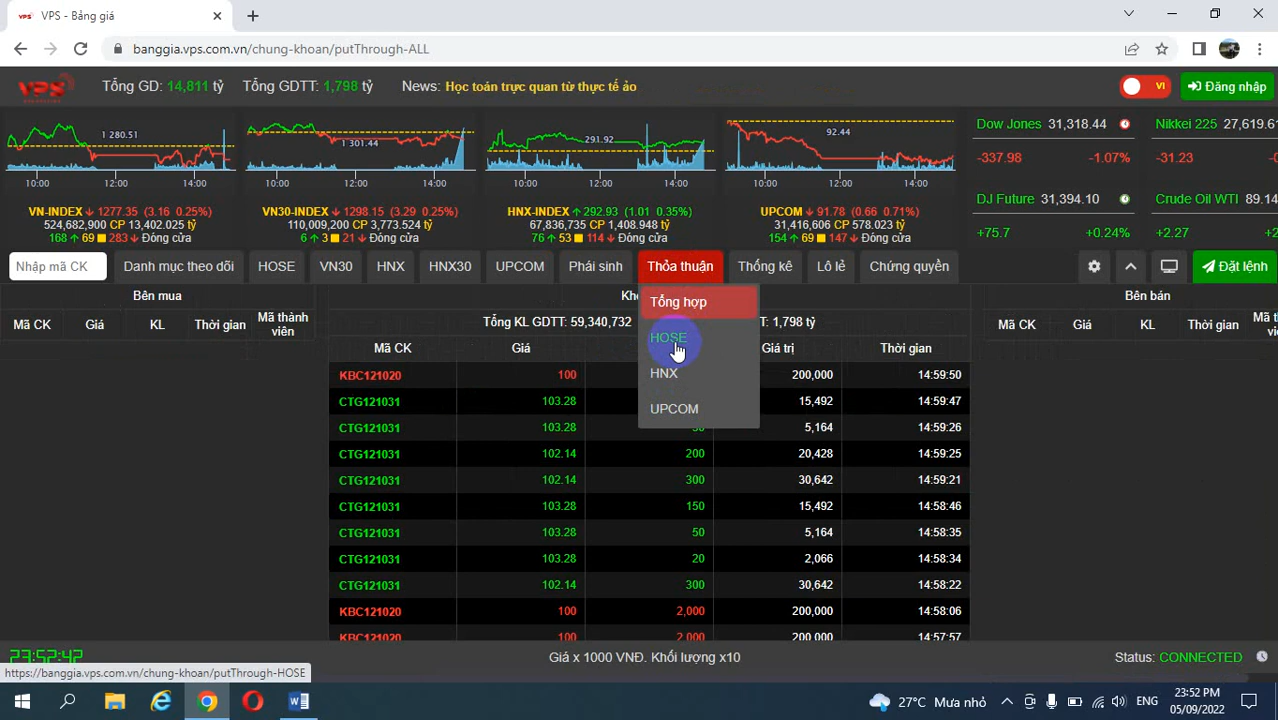 VPS VPS - Bảng giá
banggia.vps.com.vn/chung-khoan/putThrough-ALL
VPS Tổng GD: 14,811 tỷ Tổng GDTT: 1,798 tỷ News: Học toán trực quan từ thực tế ảo VI Đăng nhập
1 280.51
10:00 12:00 14:00
VN-INDEX 1277.35 (3.16 0.25%)
524,682,900 CP 13,402.025 tỷ
168 69 283 Đóng cửa
1 301.44
10:00 12:00 14:00
VN30-INDEX 1298.15 (3.29 0.25%)
110,009,200 CP 3,773.524 tỷ
6 3 21 Đóng cửa
291.92
10:00 12:00 14:00
HNX-INDEX 292.93 (1.01 0.35%)
67,836,735 CP 1,408.948 tỷ
76 53 114 Đóng cửa
92.44
10:00 12:00 14:00
UPCOM 91.78 (0.66 0.71%)
31,416,606 CP 578.023 tỷ
154 69 147 Đóng cửa
Dow Jones 31,318.44
-337.98 -1.07%
DJ Future 31,394.10
+75.7 +0.24%
Nikkei 225 27,619.61
-31.23
Crude Oil WTI 89.14
+2.27
Nhập mã CK Danh mục theo dõi HOSE VN30 HNX HNX30 UPCOM Phái sinh Thỏa thuận Thống kê Lô lẻ Chứng quyền Đặt lệnh
Tổng hợp
HOSE
HNX
UPCOM
Bên mua
Mã CK Giá KL Thời gian Mã thành viên
Tổng KL GDTT: 59,340,732 T: 1,798 tỷ
Mã CK Giá Giá trị Thời gian
KBC121020 100 200,000 14:59:50
CTG121031 103.28 15,492 14:59:47
CTG121031 103.28 5,164 14:59:26
CTG121031 102.14 200 20,428 14:59:25
CTG121031 102.14 300 30,642 14:59:21
CTG121031 103.28 150 15,492 14:58:46
CTG121031 103.28 50 5,164 14:58:35
CTG121031 103.28 20 2,066 14:58:34
CTG121031 102.14 300 30,642 14:58:22
KBC121020 100 2,000 200,000 14:58:06
KBC121020 100 2,000 200,000 14:57:57
Bên bán
Mã CK Giá KL Thời gian
23:52:42 Giá x 1000 VNĐ. Khối lượng x10 Status: CONNECTED
https://banggia.vps.com.vn/chung-khoan/putThrough-HOSE
27°C Mưa nhỏ ENG 23:52 PM
05/09/2022